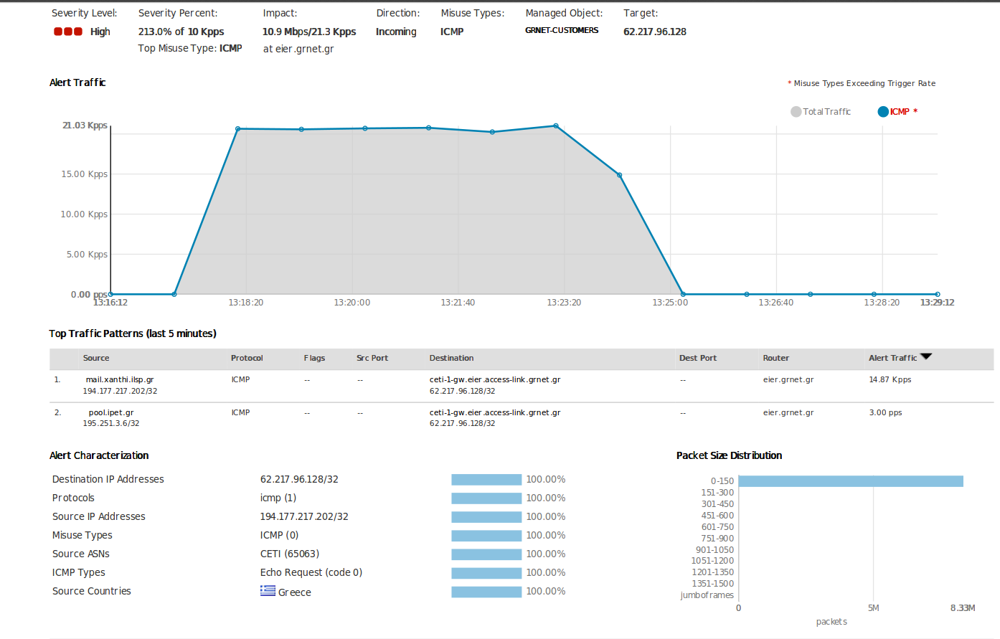 Severity Level: Severity Percent: Impact: Direction: Misuse Types: Managed Object: Target:
High 213.0% of 10 Kpps 10.9 Mbps/21.3 Kpps Incoming ICMP GRNET-CUSTOMERS 62.217.96.128
Top Misuse Type: ICMP at eier.grnet.gr
Alert Traffic
* Misuse Types Exceeding Trigger Rate
Total Traffic ICMP *
21.03 Kpps
15.00 Kpps
10.00 Kpps
5.00 Kpps
0.00 pps
13:16:12 13:18:20 13:20:00 13:21:40 13:23:20 13:25:00 13:26:40 13:28:20 13:29:12
Top Traffic Patterns (last 5 minutes)
Source Protocol Flags Src Port Destination Dest Port Router Alert Traffic
1. mail.xanthi.ilsp.gr ICMP -- -- ceti-1-gw.eier.access-link.grnet.gr -- eier.grnet.gr 14.87 Kpps
194.177.217.202/32 62.217.96.128/32
2. pool.ipet.gr ICMP -- -- ceti-1-gw.eier.access-link.grnet.gr -- eier.grnet.gr 3.00 pps
195.251.3.6/32 62.217.96.128/32
Alert Characterization
Destination IP Addresses 62.217.96.128/32 100.00%
Protocols icmp (1) 100.00%
Source IP Addresses 194.177.217.202/32 100.00%
Misuse Types ICMP (0) 100.00%
Source ASNs CETI (65063) 100.00%
ICMP Types Echo Request (code 0) 100.00%
Source Countries Greece 100.00%
Packet Size Distribution
0-150
151-300
301-450
451-600
601-750
751-900
901-1050
1051-1200
1201-1350
1351-1500
jumboframes
0 5M 8.33M
packets